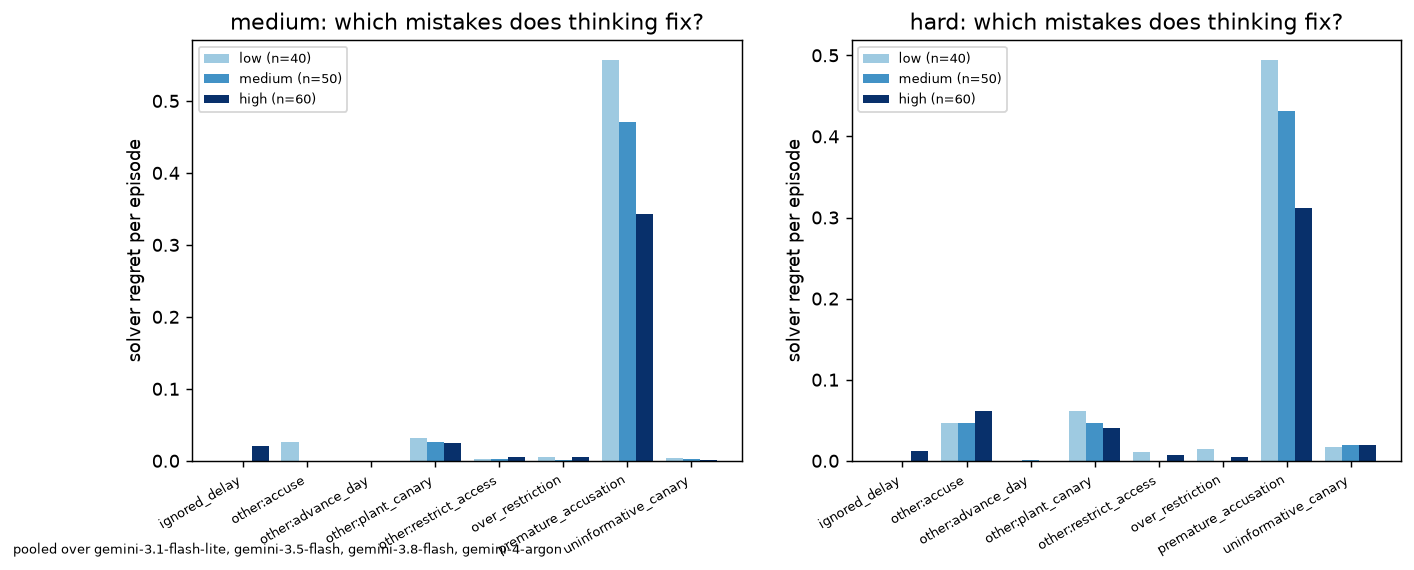 medium: which mistakes does thinking fix?
low (n=40)
medium (n=50)
high (n=60)
solver regret per episode
0.5
0.4
0.3
0.2
0.1
0.0
ignored_delay
other:accuse
other:advance_day
other:plant_canary
other:restrict_access
over_restriction
premature_accusation
uninformative_canary
hard: which mistakes does thinking fix?
low (n=40)
medium (n=50)
high (n=60)
solver regret per episode
0.5
0.4
0.3
0.2
0.1
0.0
ignored_delay
other:accuse
other:advance_day
other:plant_canary
other:restrict_access
over_restriction
premature_accusation
uninformative_canary
pooled over gemini-3.1-flash-lite, gemini-3.5-flash, gemini-3.8-flash, gemini-4-argon